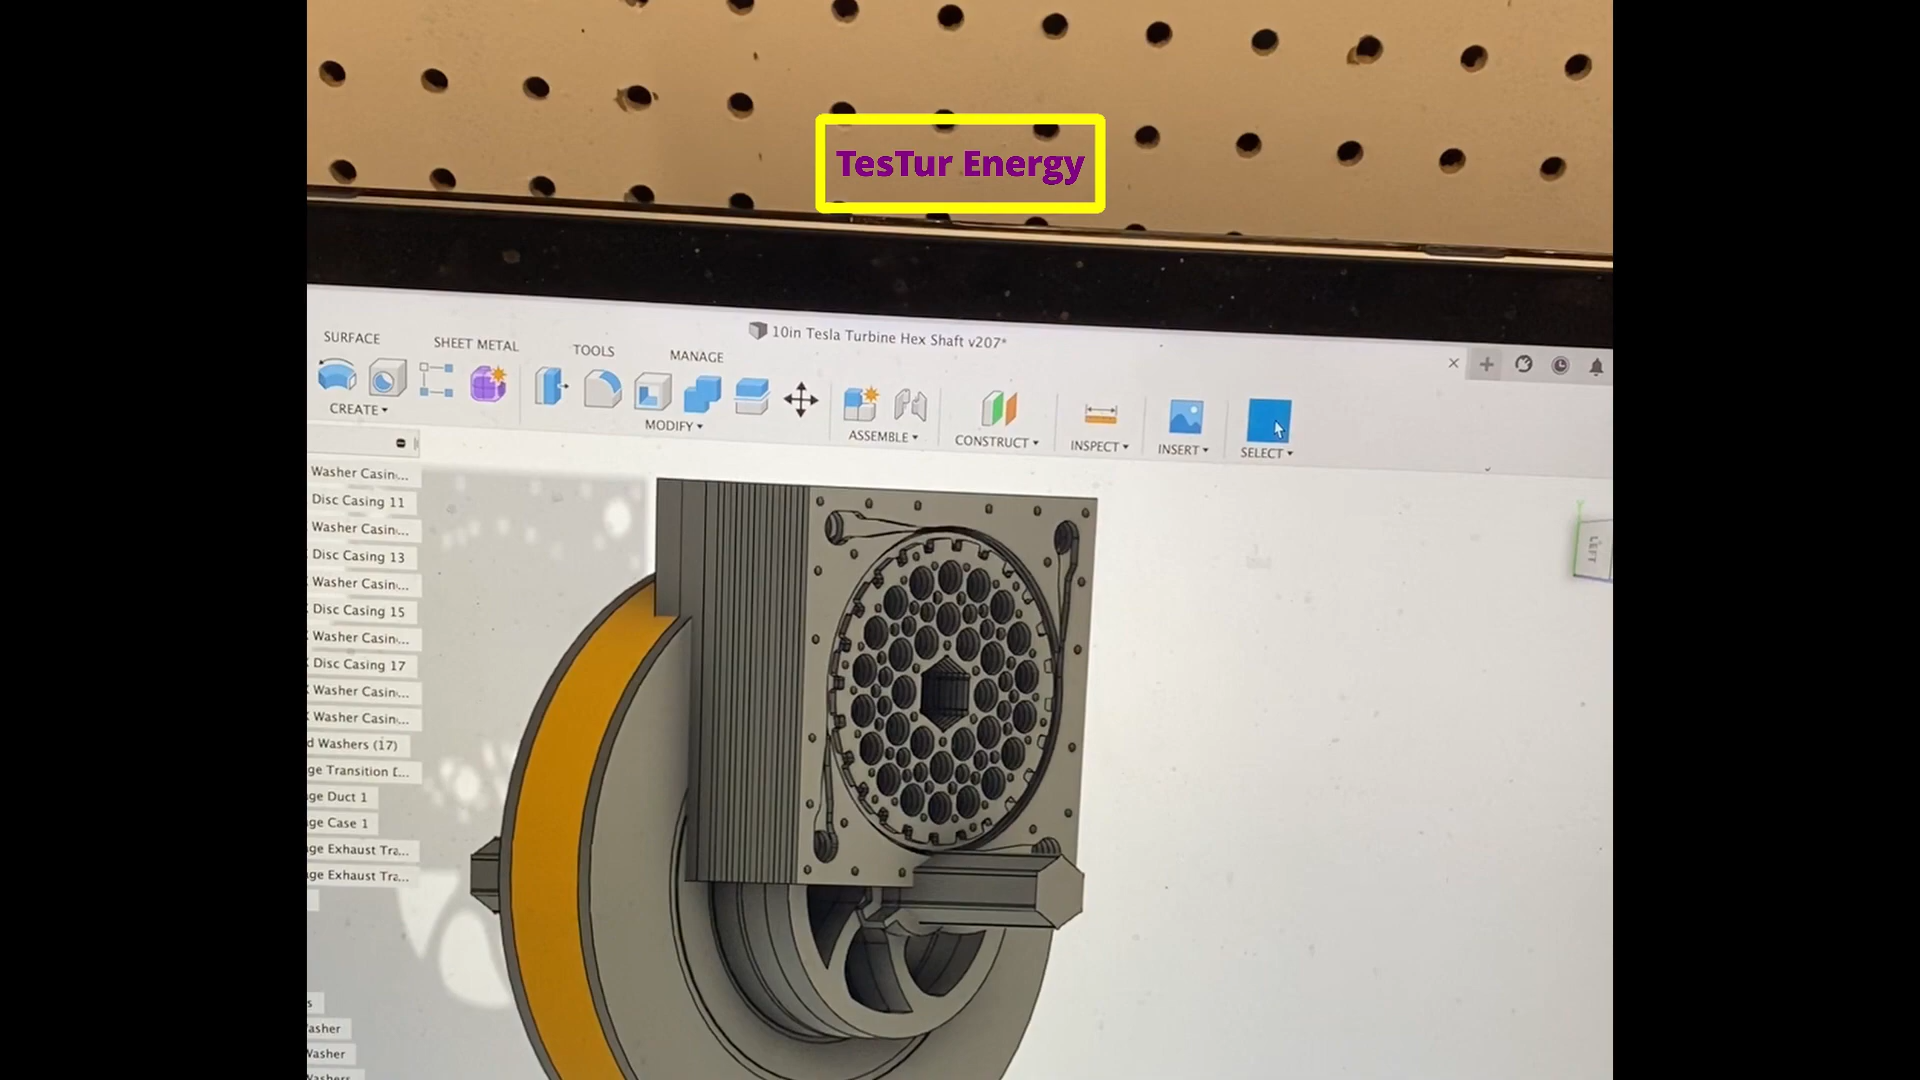 TesTur Energy
10in Tesla Turbine Hex Shaft v207*
SURFACE
SHEET METAL
TOOLS
MANAGE
CREATE
MODIFY
ASSEMBLE
CONSTRUCT
INSPECT
INSERT
SELECT
LEFT
Washer Casin...
Disc Casing 11
Washer Casin...
Disc Casing 13
Washer Casin...
Disc Casing 15
Washer Casin...
Disc Casing 17
Washer Casin...
Washer Casin...
d Washers (17)
ge Transition D...
ge Duct 1
ge Case 1
ge Exhaust Tra...
ge Exhaust Tra...
s
asher
Washer
Washers